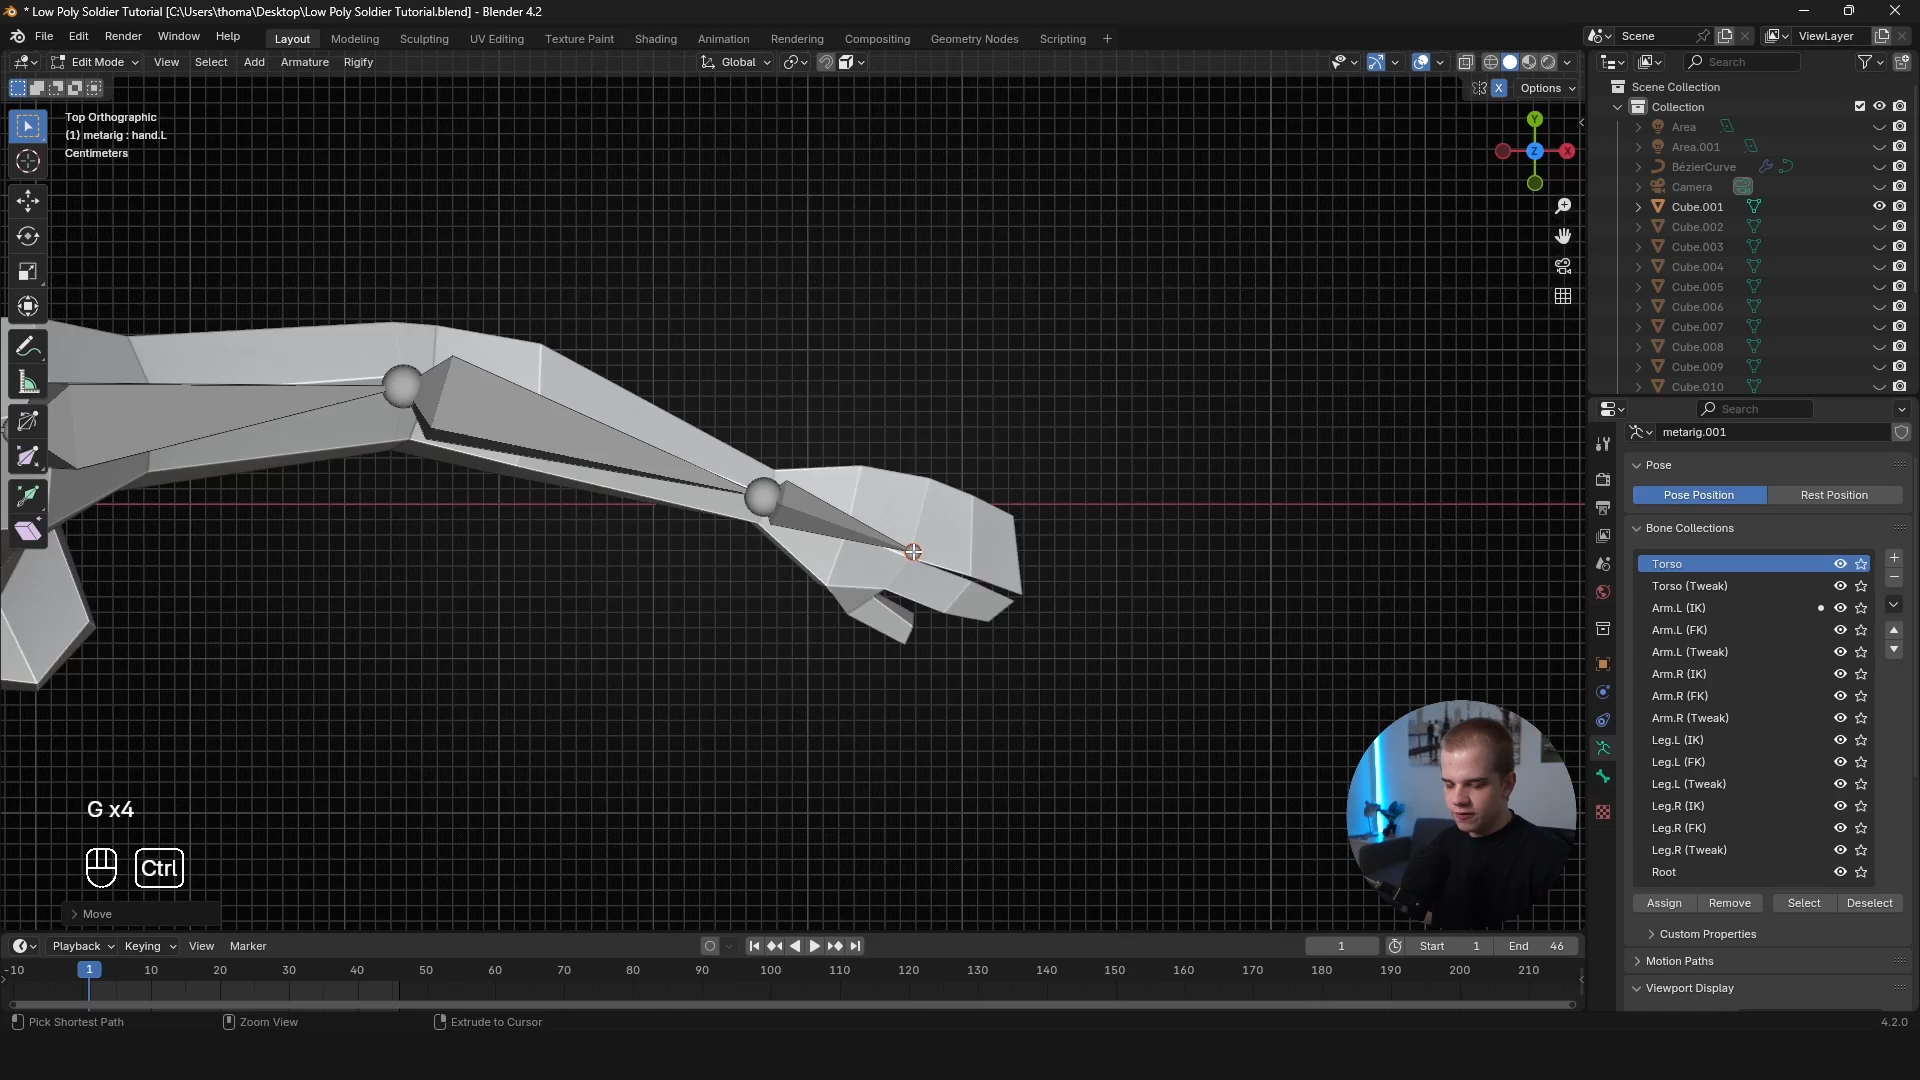 * Low Poly Soldier Tutorial [C:\Users\thoma\Desktop\Low Poly Soldier Tutorial.blend] - Blender 4.2
File Edit Render Window Help Layout Modeling Sculpting UV Editing Texture Paint Shading Animation Rendering Compositing Geometry Nodes Scripting + Scene ViewLayer
Edit Mode View Select Add Armature Rigify Global Search
X Options
Top Orthographic
(1) metarig : hand.L
Centimeters
Y
Z
X
Scene Collection
Collection
Area
Area.001
BézierCurve
Camera
Cube.001
Cube.002
Cube.003
Cube.004
Cube.005
Cube.006
Cube.007
Cube.008
Cube.009
Cube.010
Search
metarig.001
Pose
Pose Position Rest Position
Bone Collections
Torso
Torso (Tweak)
Arm.L (IK)
Arm.L (FK)
Arm.L (Tweak)
Arm.R (IK)
Arm.R (FK)
Arm.R (Tweak)
Leg.L (IK)
Leg.L (FK)
Leg.L (Tweak)
Leg.R (IK)
Leg.R (FK)
Leg.R (Tweak)
Root
Assign Remove Select Deselect
Custom Properties
Motion Paths
Viewport Display
G x4
Ctrl
Move
Playback Keying View Marker 1 Start 1 End 46
-10 1 10 20 30 40 50 60 70 80 90 100 110 120 130 140 150 160 170 180 190 200 210
Pick Shortest Path Zoom View Extrude to Cursor 4.2.0